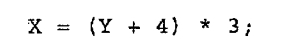 X = (Y + 4) * 3;